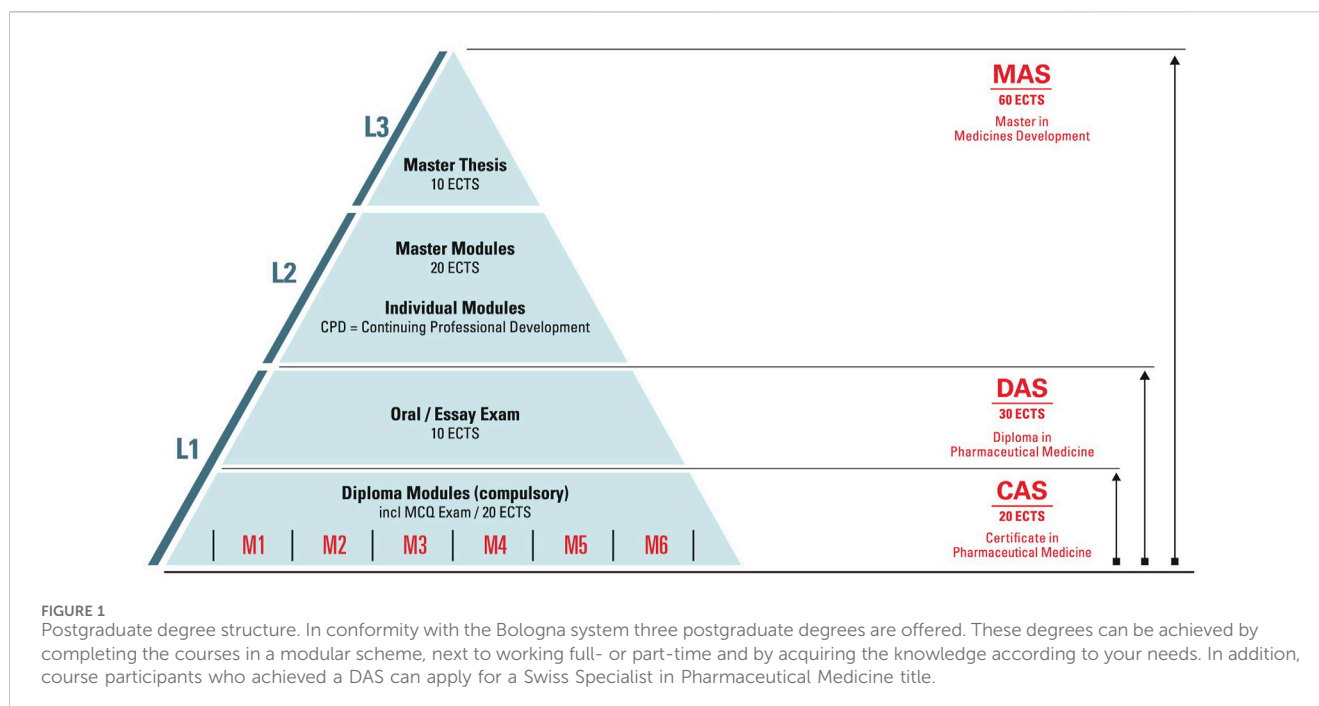 MAS
60 ECTS
Master in
Medicines Development
L3
Master Thesis
10 ECTS
L2
Master Modules
20 ECTS
Individual Modules
CPD = Continuing Professional Development
DAS
30 ECTS
Diploma in
Pharmaceutical Medicine
L1
Oral / Essay Exam
10 ECTS
CAS
20 ECTS
Certificate in
Pharmaceutical Medicine
Diploma Modules (compulsory)
incl MCQ Exam / 20 ECTS
M1 M2 M3 M4 M5 M6
FIGURE 1
Postgraduate degree structure. In conformity with the Bologna system three postgraduate degrees are offered. These degrees can be achieved by
completing the courses in a modular scheme, next to working full- or part-time and by acquiring the knowledge according to your needs. In addition,
course participants who achieved a DAS can apply for a Swiss Specialist in Pharmaceutical Medicine title.